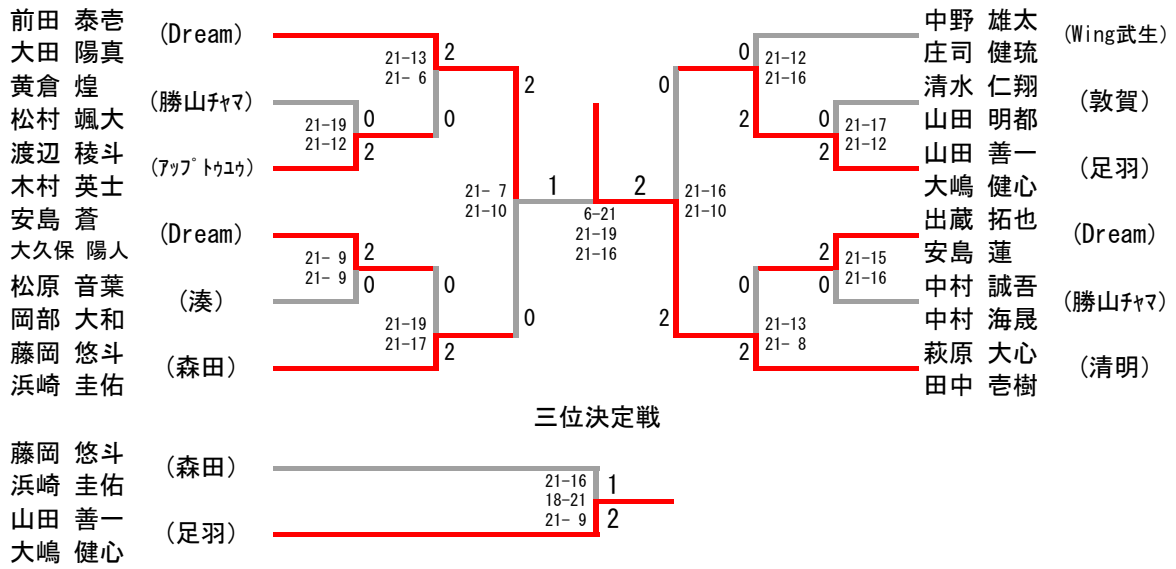 前田 泰壱
大田 陽真
(Dream)
黄倉 煌
松村 颯大
(勝山ﾁｬﾏ)
渡辺 稜斗
木村 英士
(ｱｯﾌﾟﾄｩﾕｩ)
安島 蒼
大久保 陽人
(Dream)
松原 音葉
岡部 大和
(湊)
藤岡 悠斗
浜崎 圭佑
(森田)
21-13
21- 6
2
0
21-19
21-12
0
2
21- 9
21- 9
2
0
21-19
21-17
0
2
21- 7
21-10
2
0
1
2
6-21
21-19
21-16
21-16
21-10
0
2
0
2
21-12
21-16
0
2
21-17
21-12
2
0
21-15
21-16
0
2
21-13
21- 8
中野 雄太
庄司 健琉
(Wing武生)
清水 仁翔
山田 明都
(敦賀)
山田 善一
大嶋 健心
(足羽)
出蔵 拓也
安島 蓮
(Dream)
中村 誠吾
中村 海晟
(勝山ﾁｬﾏ)
萩原 大心
田中 壱樹
(清明)
三位決定戦
藤岡 悠斗
浜崎 圭佑
(森田)
山田 善一
大嶋 健心
(足羽)
21-16
18-21
21- 9
1
2